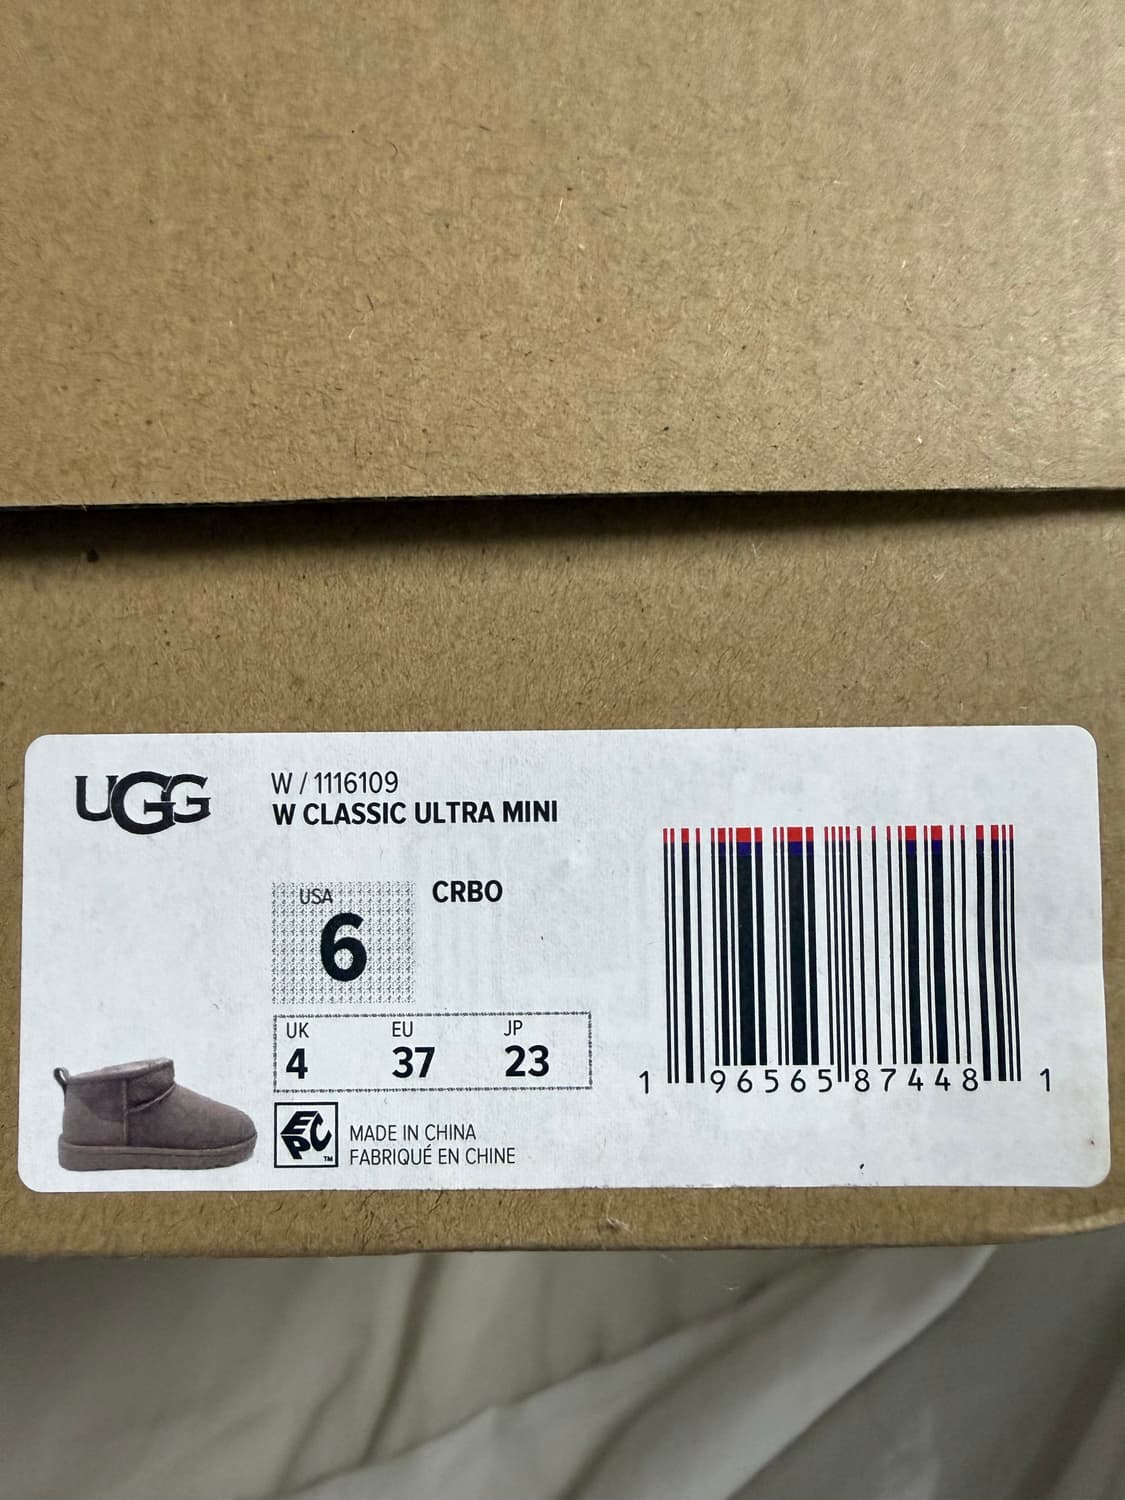 UGG
W / 1116109
W CLASSIC ULTRA MINI
USA
6
CRBO
UK EU JP
4 37 23
EPC
TM
MADE IN CHINA
FABRIQUÉ EN CHINE
1 96565 87448 1